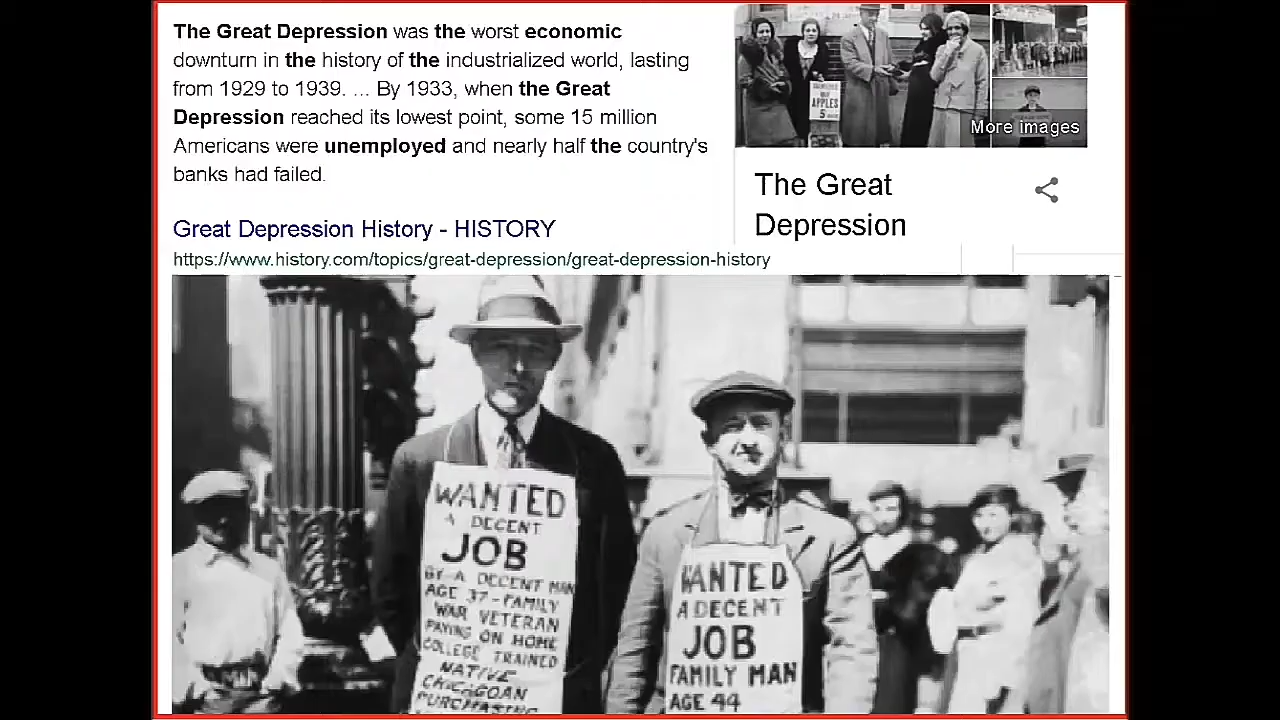 The Great Depression was the worst economic
downturn in the history of the industrialized world, lasting
from 1929 to 1939. ... By 1933, when the Great
Depression reached its lowest point, some 15 million
Americans were unemployed and nearly half the country's
banks had failed.
Great Depression History - HISTORY
https://www.history.com/topics/great-depression/great-depression-history
APPLES
5
More images
The Great
Depression
WANTED
A DECENT
JOB
BY A DECENT MAN
AGE 37-FAMILY
WAR VETERAN
PAYING ON HOME
COLLEGE TRAINED
NATIVE
CHICAGOAN
PURCHASING
WANTED
A DECENT
JOB
FAMILY MAN
AGE 44